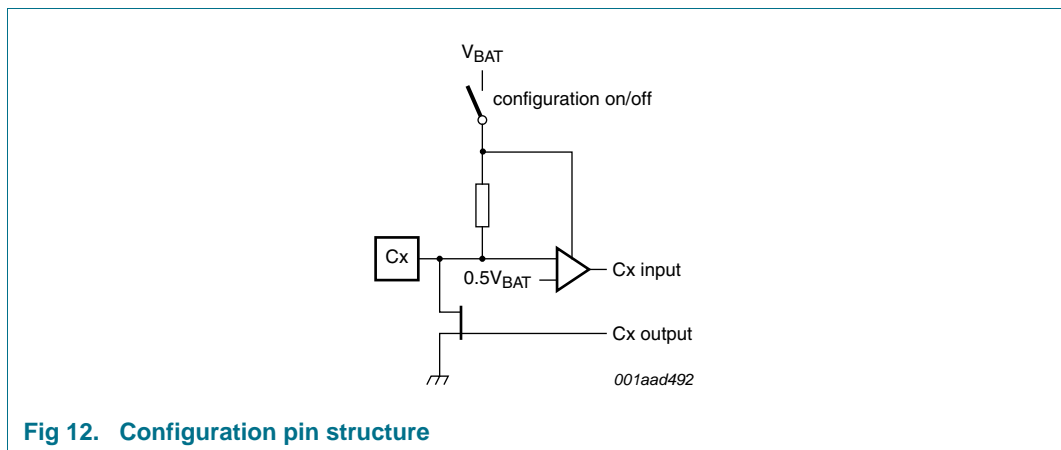 VBAT
configuration on/off
Cx
0.5VBAT
Cx input
Cx output
001aad492
Fig 12. Configuration pin structure